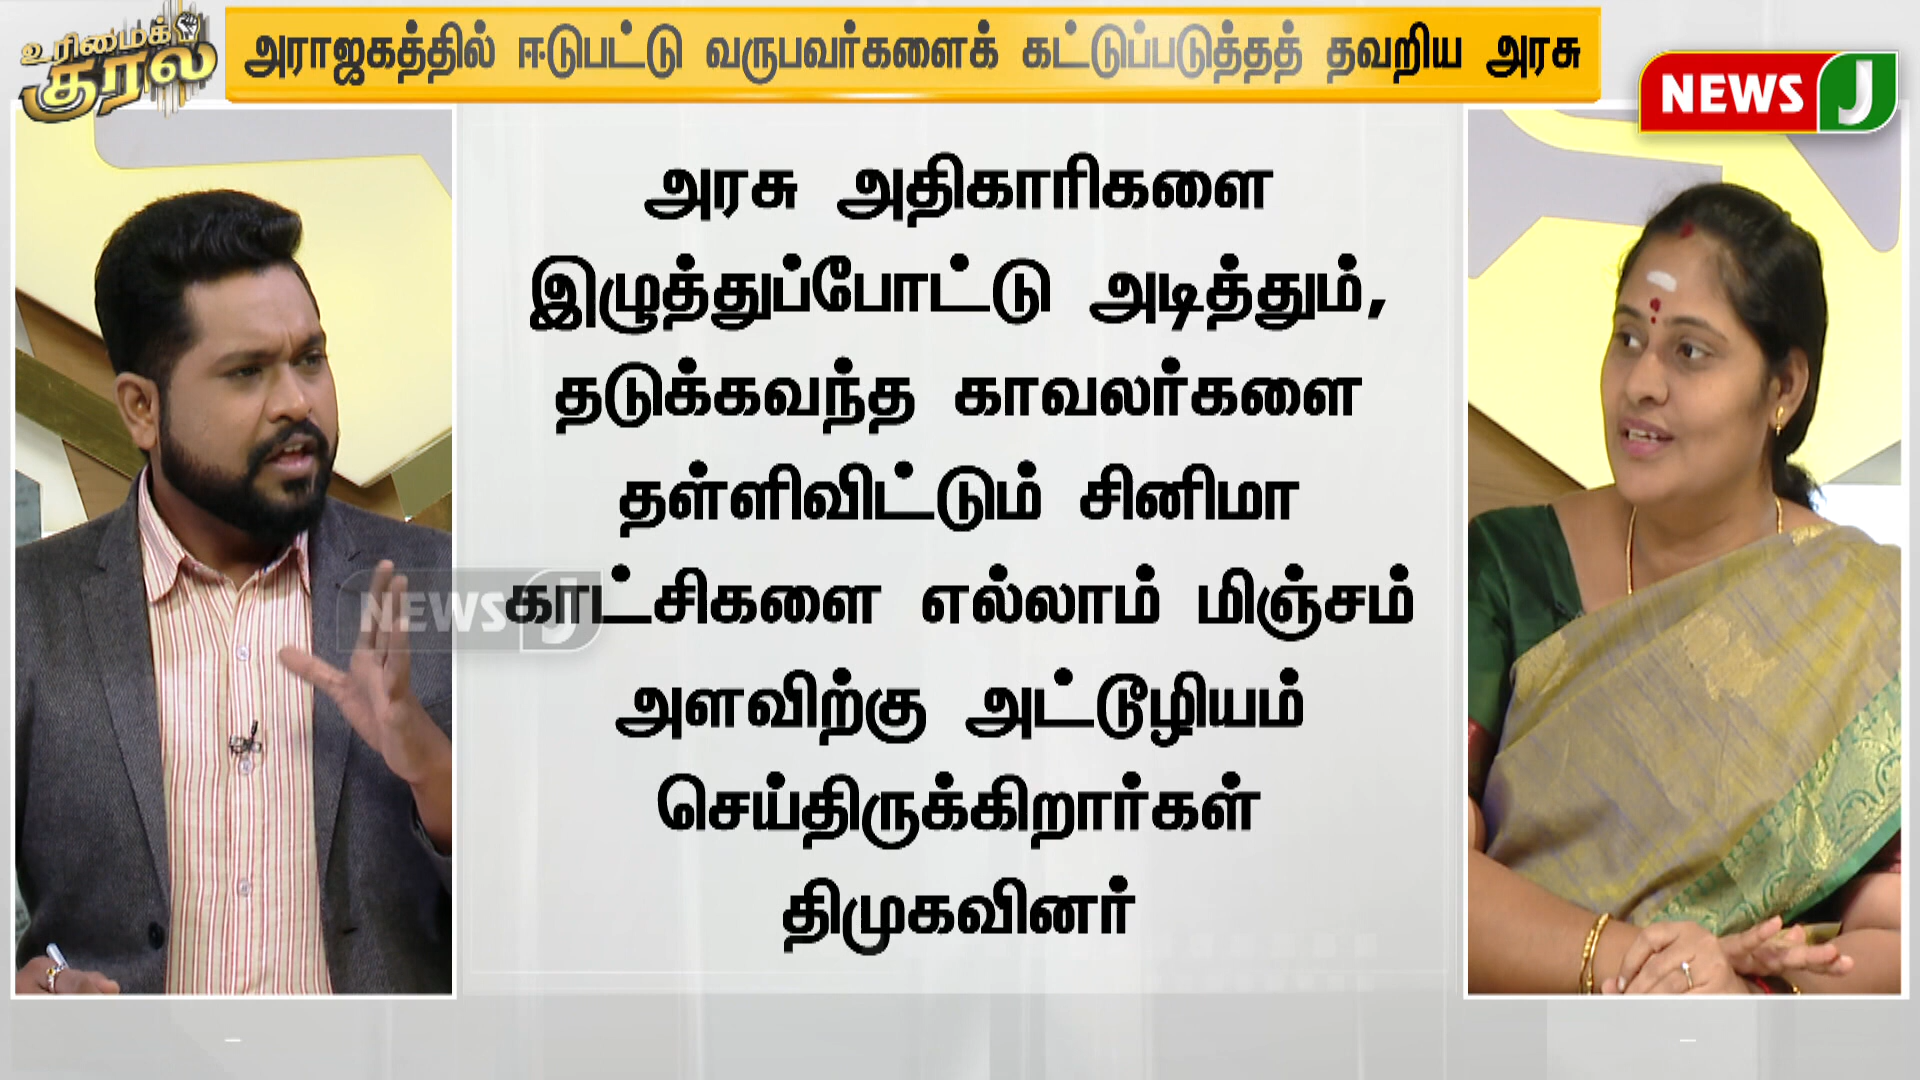 உரிமைக் குரல்
அராஜகத்தில் ஈடுபட்டு வருபவர்களைக் கட்டுப்படுத்தத் தவறிய அரசு
NEWS J
அரசு அதிகாரிகளை
இழுத்துப்போட்டு அடித்தும்,
தடுக்கவந்த காவலர்களை
தள்ளிவிட்டும் சினிமா
காட்சிகளை எல்லாம் மிஞ்சும்
அளவிற்கு அட்டூழியம்
செய்திருக்கிறார்கள்
திமுகவினர்
NEWS J